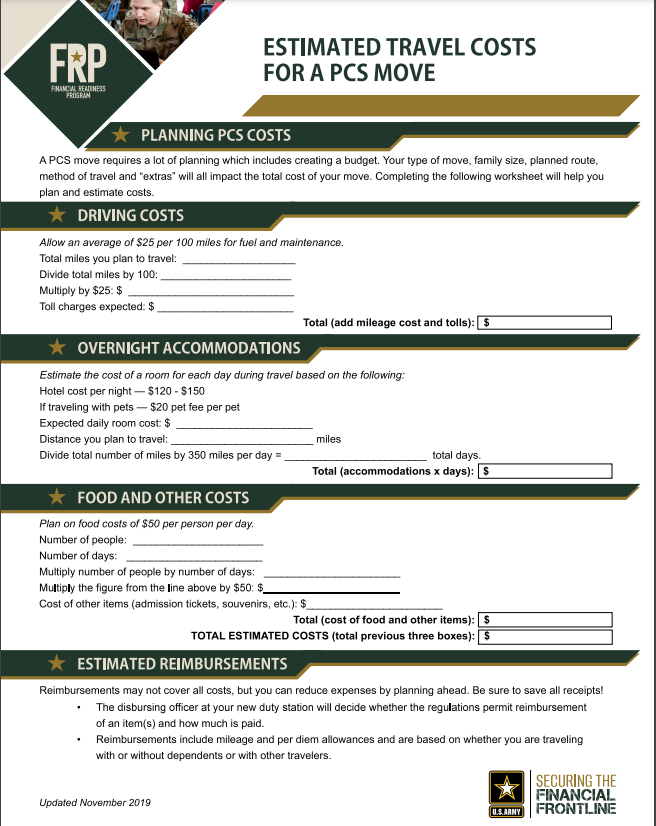 FRP
FINANCIAL READINESS
PROGRAM
ESTIMATED TRAVEL COSTS
FOR A PCS MOVE
PLANNING PCS COSTS
A PCS move requires a lot of planning which includes creating a budget. Your type of move, family size, planned route,
method of travel and “extras” will all impact the total cost of your move. Completing the following worksheet will help you
plan and estimate costs.
DRIVING COSTS
Allow an average of $25 per 100 miles for fuel and maintenance.
Total miles you plan to travel: ____________________
Divide total miles by 100: _______________________
Multiply by $25: $ _____________________________
Toll charges expected: $ ________________________
Total (add mileage cost and tolls): $
OVERNIGHT ACCOMMODATIONS
Estimate the cost of a room for each day during travel based on the following:
Hotel cost per night — $120 - $150
If traveling with pets — $20 pet fee per pet
Expected daily room cost: $ ________________________
Distance you plan to travel: _________________________ miles
Divide total number of miles by 350 miles per day = _________________________ total days.
Total (accommodations x days): $
FOOD AND OTHER COSTS
Plan on food costs of $50 per person per day.
Number of people: _______________________
Number of days: ________________________
Multiply number of people by number of days: ________________________
Multiply the figure from the line above by $50: $________________________
Cost of other items (admission tickets, souvenirs, etc.): $________________________
Total (cost of food and other items): $
TOTAL ESTIMATED COSTS (total previous three boxes): $
ESTIMATED REIMBURSEMENTS
Reimbursements may not cover all costs, but you can reduce expenses by planning ahead. Be sure to save all receipts!
• The disbursing officer at your new duty station will decide whether the regulations permit reimbursement
of an item(s) and how much is paid.
• Reimbursements include mileage and per diem allowances and are based on whether you are traveling
with or without dependents or with other travelers.
Updated November 2019
U.S.ARMY
SECURING THE
FINANCIAL
FRONTLINE